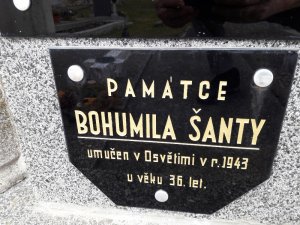 PAMÁTCE
BOHUMILA ŠANTY
umučen v Osvětimi v r. 1943
u věku 36. let.